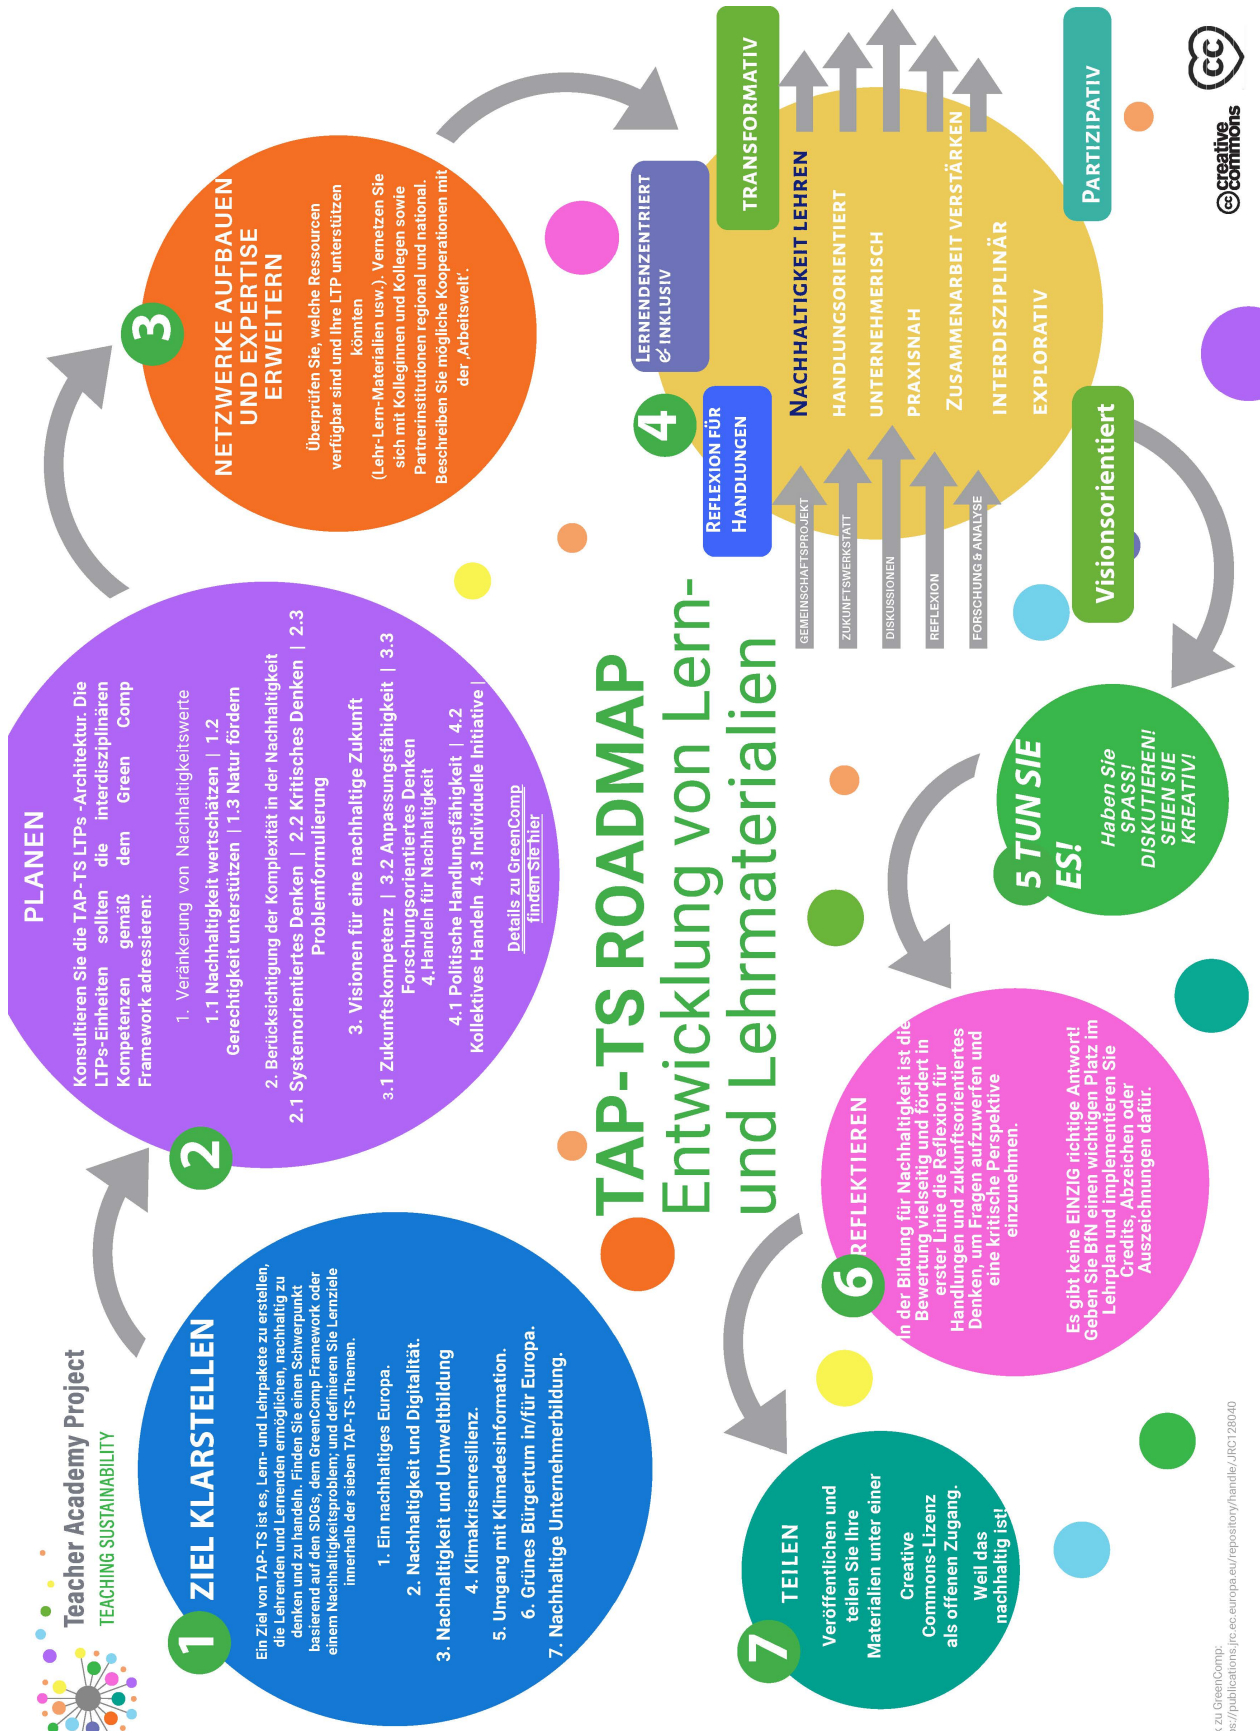 Teacher Academy Project
TEACHING SUSTAINABILITY
1
ZIEL KLARSTELLEN
Ein Ziel von TAP-TS ist es, Lern- und Lehrpakete zu erstellen,
die Lehrenden und Lernenden ermöglichen, nachhaltig zu
denken und zu handeln. Finden Sie einen Schwerpunkt
basierend auf den SDGs, dem GreenComp Framework oder
einem Nachhaltigkeitsproblem; und definieren Sie Lernziele
innerhalb der sieben TAP-TS-Themen.
1. Ein nachhaltiges Europa.
2. Nachhaltigkeit und Digitalität.
3. Nachhaltigkeit und Umweltbildung
4. Klimakrisenresilienz.
5. Umgang mit Klimadesinformation.
6. Grünes Bürgertum in/für Europa.
7. Nachhaltige Unternehmerbildung.
2
PLANEN
Konsultieren Sie die TAP-TS LTPs -Architektur. Die
LTPs-Einheiten sollten die interdisziplinären
Kompetenzen gemäß dem Green Comp
Framework adressieren:
1. Veränkerung von Nachhaltigkeitswerte
1.1 Nachhaltigkeit wertschätzen | 1.2
Gerechtigkeit unterstützen | 1.3 Natur fördern
2. Berücksichtigung der Komplexität in der Nachhaltigkeit
2.1 Systemorientiertes Denken | 2.2 Kritisches Denken | 2.3
Problemformulierung
3. Visionen für eine nachhaltige Zukunft
3.1 Zukunftskompetenz | 3.2 Anpassungsfähigkeit | 3.3
Forschungsorientiertes Denken
4.Handeln für Nachhaltigkeit
4.1 Politische Handlungsfähigkeit | 4.2
Kollektives Handeln 4.3 Individuelle Initiative |
Details zu GreenComp
finden Sie hier
3
NETZWERKE AUFBAUEN
UND EXPERTISE
ERWEITERN
Überprüfen Sie, welche Ressourcen
verfügbar sind und Ihre LTP unterstützen
könnten
(Lehr-Lern-Materialien usw.). Vernetzen Sie
sich mit Kolleginnen und Kollegen sowie
Partnerinstitutionen regional und national.
Beschreiben Sie mögliche Kooperationen mit
der ‚Arbeitswelt‘.
TAP-TS ROADMAP
Entwicklung von Lern-
und Lehrmaterialien
4
LERNENDENZENTRIERT
& INKLUSIV
TRANSFORMATIV
REFLEXION FÜR
HANDLUNGEN
NACHHALTIGKEIT LEHREN
HANDLUNGSORIENTIERT
UNTERNEHMERISCH
PRAXISNAH
ZUSAMMENARBEIT VERSTÄRKEN
INTERDISZIPLINÄR
EXPLORATIV
GEMEINSCHAFTSPROJEKT
ZUKUNFTSWERKSTATT
DISKUSSIONEN
REFLEXION
FORSCHUNG & ANALYSE
Visionsorientiert
PARTIZIPATIV
5 TUN SIE
ES!
Haben Sie
SPASS!
DISKUTIEREN!
SEIEN SIE
KREATIV!
6
REFLEKTIEREN
In der Bildung für Nachhaltigkeit ist die
Bewertung vielseitig und fördert in
erster Linie die Reflexion für
Handlungen und zukunftsorientiertes
Denken, um Fragen aufzuwerfen und
eine kritische Perspektive
einzunehmen.
Es gibt keine EINZIG richtige Antwort!
Geben Sie BfN einen wichtigen Platz im
Lehrplan und implementieren Sie
Credits, Abzeichen oder
Auszeichnungen dafür.
7
TEILEN
Veröffentlichen und
teilen Sie Ihre
Materialien unter einer
Creative
Commons-Lizenz
als offenen Zugang.
Weil das
nachhaltig ist!
zu GreenComp:
s://publications.jrc.ec.europa.eu/repository/handle/JRC128040
cc creative
commons
cc